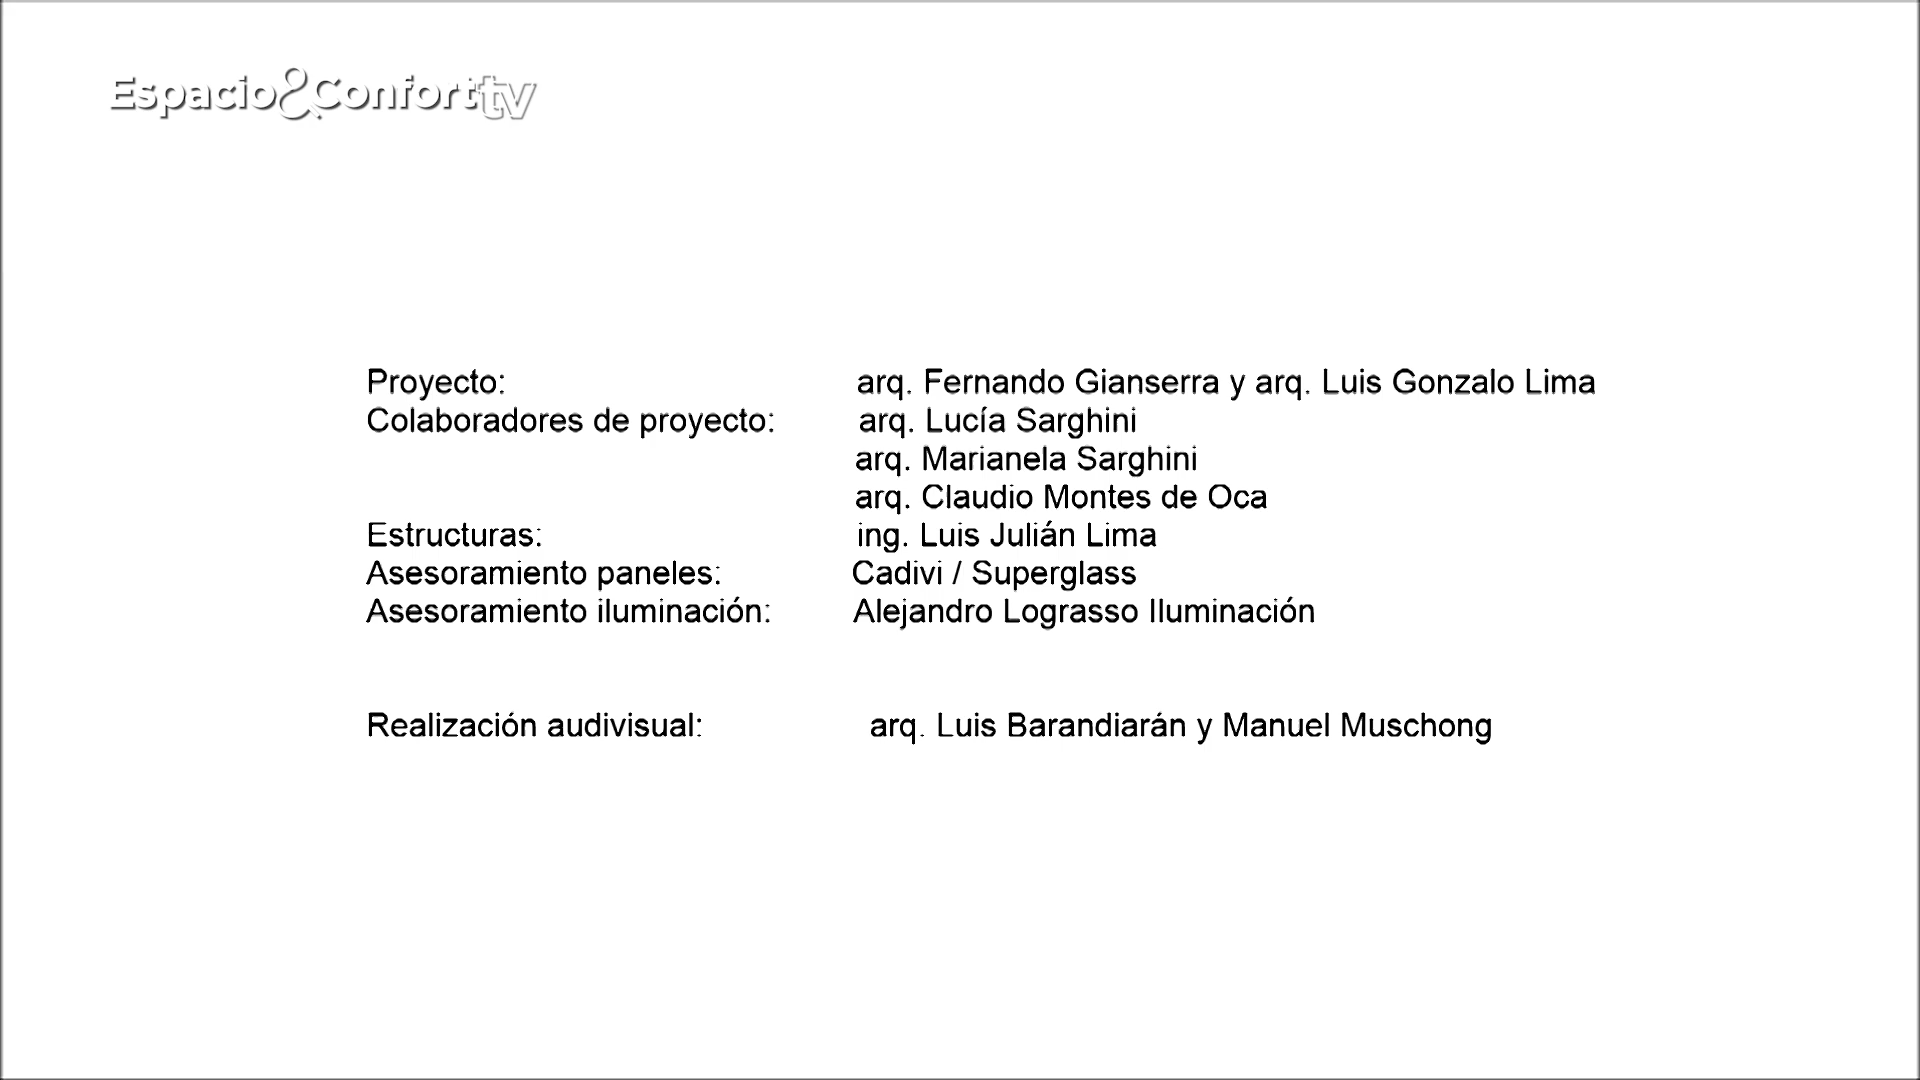 Espacio&Confort tv
Proyecto: arq. Fernando Gianserra y arq. Luis Gonzalo Lima
Colaboradores de proyecto: arq. Lucía Sarghini
arq. Marianela Sarghini
arq. Claudio Montes de Oca
Estructuras: ing. Luis Julián Lima
Asesoramiento paneles: Cadivi / Superglass
Asesoramiento iluminación: Alejandro Lograsso Iluminación
Realización audivisual: arq. Luis Barandiarán y Manuel Muschong